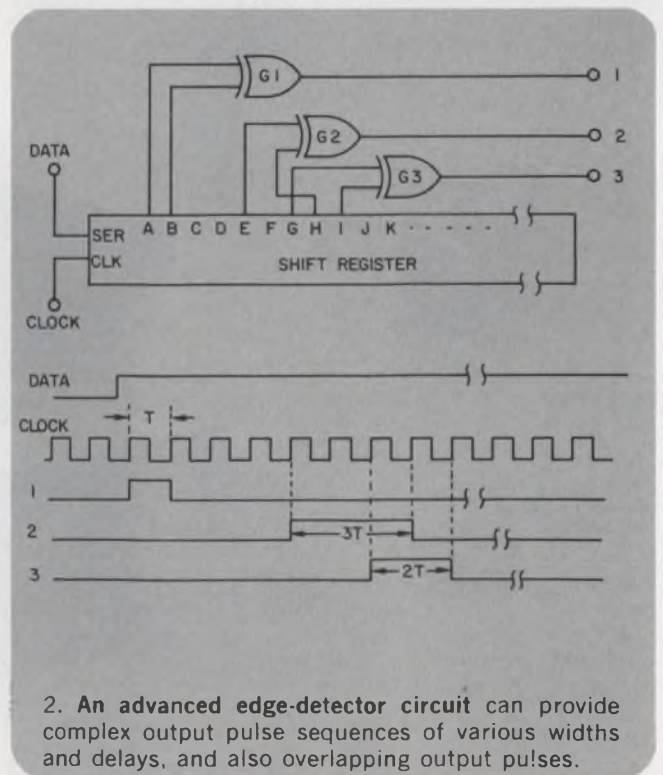 G1
1
G2
2
DATA
G3
3
SER A B C D E F G H I J K - - - - -
CLK
SHIFT REGISTER
CLOCK
DATA
T
CLOCK
1
2
3T
3
2T
2. An advanced edge-detector circuit can provide
complex output pulse sequences of various widths
and delays, and also overlapping output pulses.